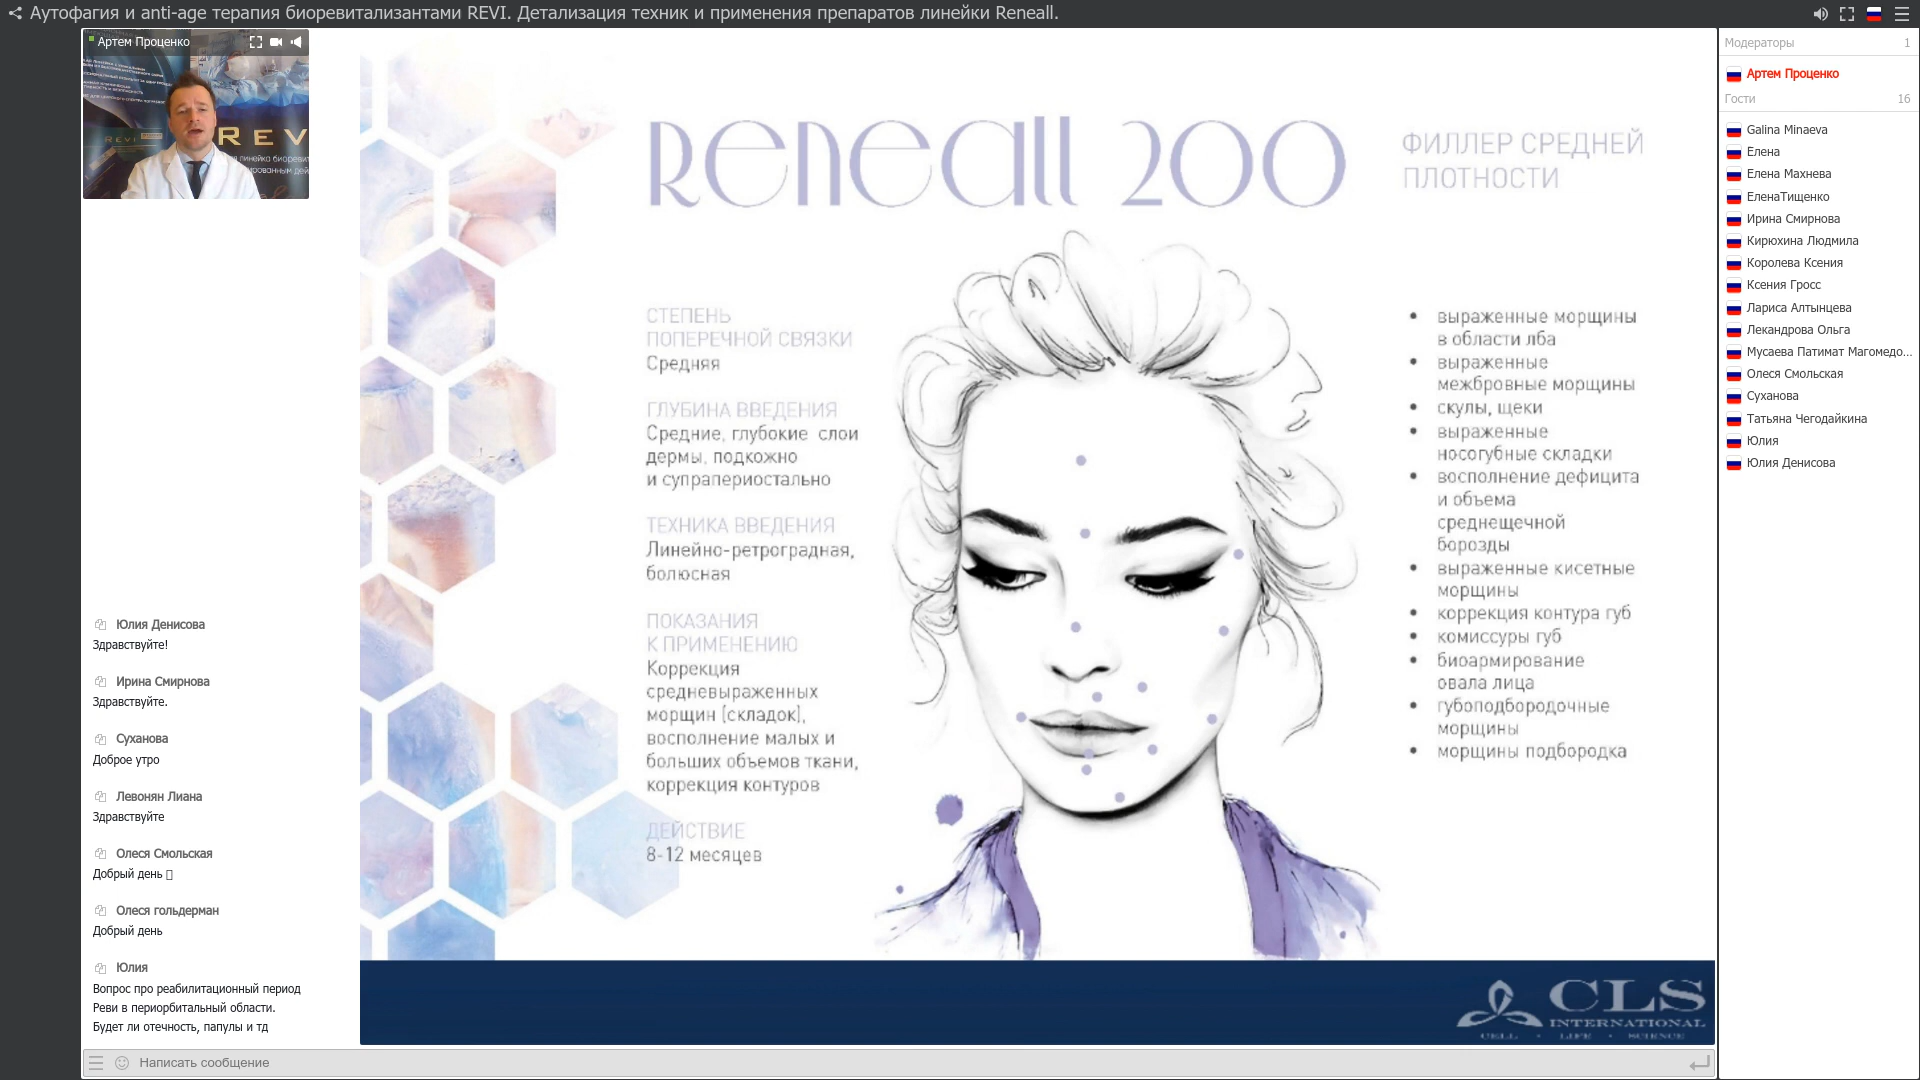 Аутофагия и anti-age терапия биоревитализантами REVI. Детализация техник и применения препаратов линейки Reneall.
Артем Проценко
REVI
REV
Reneall 200
ФИЛЛЕР СРЕДНЕЙ
ПЛОТНОСТИ
СТЕПЕНЬ
ПОПЕРЕЧНОЙ СВЯЗКИ
Средняя
ГЛУБИНА ВВЕДЕНИЯ
Средние, глубокие слои
дермы, подкожно
и супрапериостально
ТЕХНИКА ВВЕДЕНИЯ
Линейно-ретроградная,
болюсная
ПОКАЗАНИЯ
К ПРИМЕНЕНИЮ
Коррекция
средневыраженных
морщин (складок),
восполнение малых и
больших объемов ткани,
коррекция контуров
ДЕЙСТВИЕ
8-12 месяцев
• выраженные морщины
в области лба
• выраженные
межбровные морщины
• скулы, щеки
• выраженные
носогубные складки
• восполнение дефицита
и объема
среднещечной
борозды
• выраженные кисетные
морщины
• коррекция контура губ
• комиссуры губ
• биоармирование
овала лица
• губоподбородочные
морщины
• морщины подбородка
CLS
INTERNATIONAL
CELL • LIFE • SCIENCE
Юлия Денисова
Здравствуйте!
Ирина Смирнова
Здравствуйте.
Суханова
Доброе утро
Левонян Лиана
Здравствуйте
Олеся Смольская
Добрый день
Олеся гольдерман
Добрый день
Юлия
Вопрос про реабилитационный период
Реви в периорбитальный области.
Будет ли отечность, папулы и тд
Написать сообщение
Модераторы 1
Артем Проценко
Гости 16
Galina Minaeva
Елена
Елена Махнева
ЕленаТищенко
Ирина Смирнова
Кирюхина Людмила
Королева Ксения
Ксения Гросс
Лариса Алтынцева
Лекандрова Ольга
Мусаева Патимат Магомедо...
Олеся Смольская
Суханова
Татьяна Чегодайкина
Юлия
Юлия Денисова